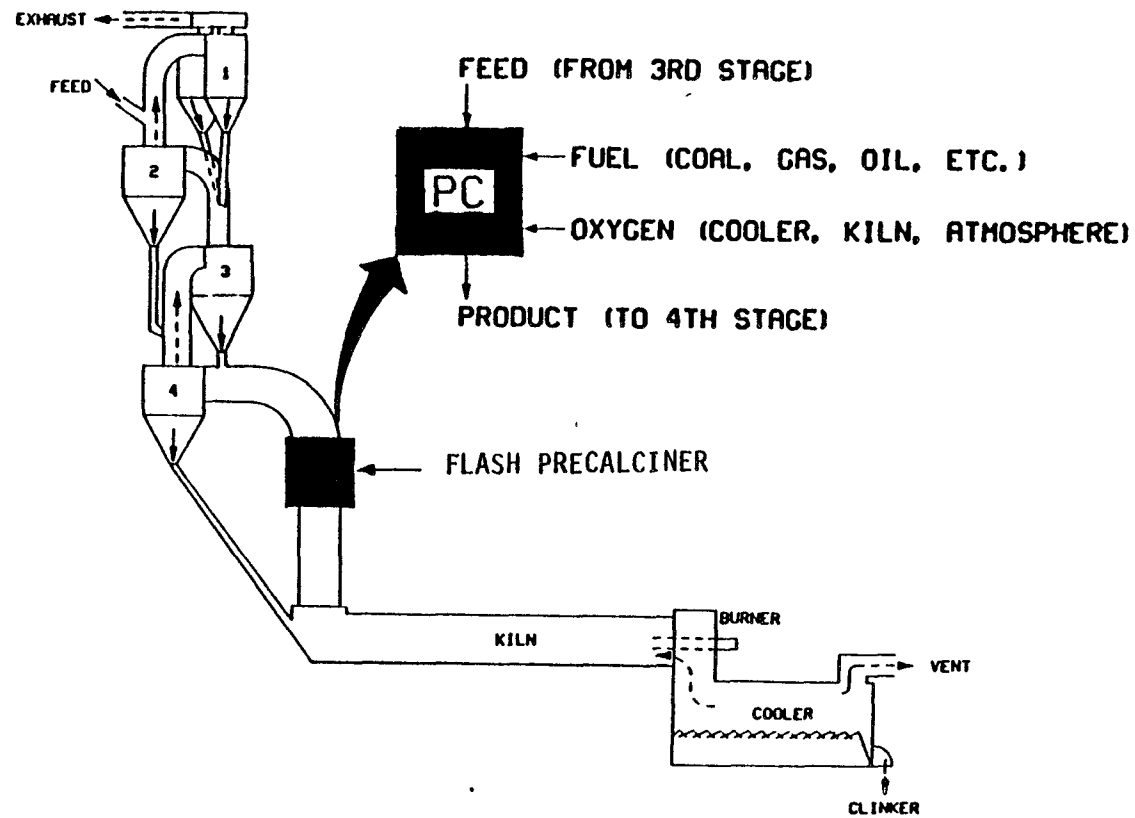 EXHAUST
FEED
1
2
3
4
FEED (FROM 3RD STAGE)
PC
FUEL (COAL, GAS, OIL, ETC.)
OXYGEN (COOLER, KILN, ATMOSPHERE)
PRODUCT (TO 4TH STAGE)
FLASH PRECALCINER
KILN
BURNER
VENT
COOLER
CLINKER